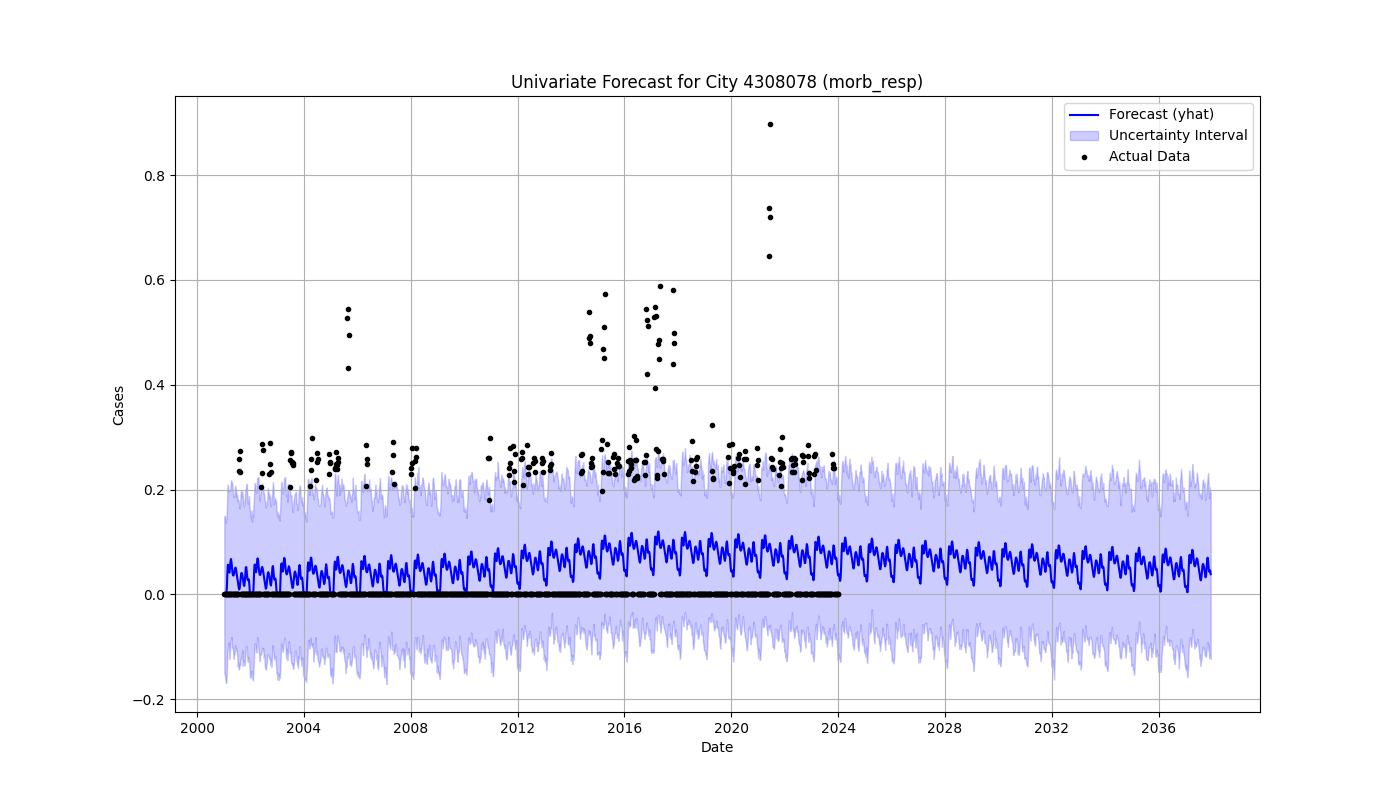 Univariate Forecast for City 4308078 (morb_resp)
Forecast (yhat)
Uncertainty Interval
Actual Data
Cases
0.8
0.6
0.4
0.2
0.0
−0.2
2000 2004 2008 2012 2016 2020 2024 2028 2032 2036
Date